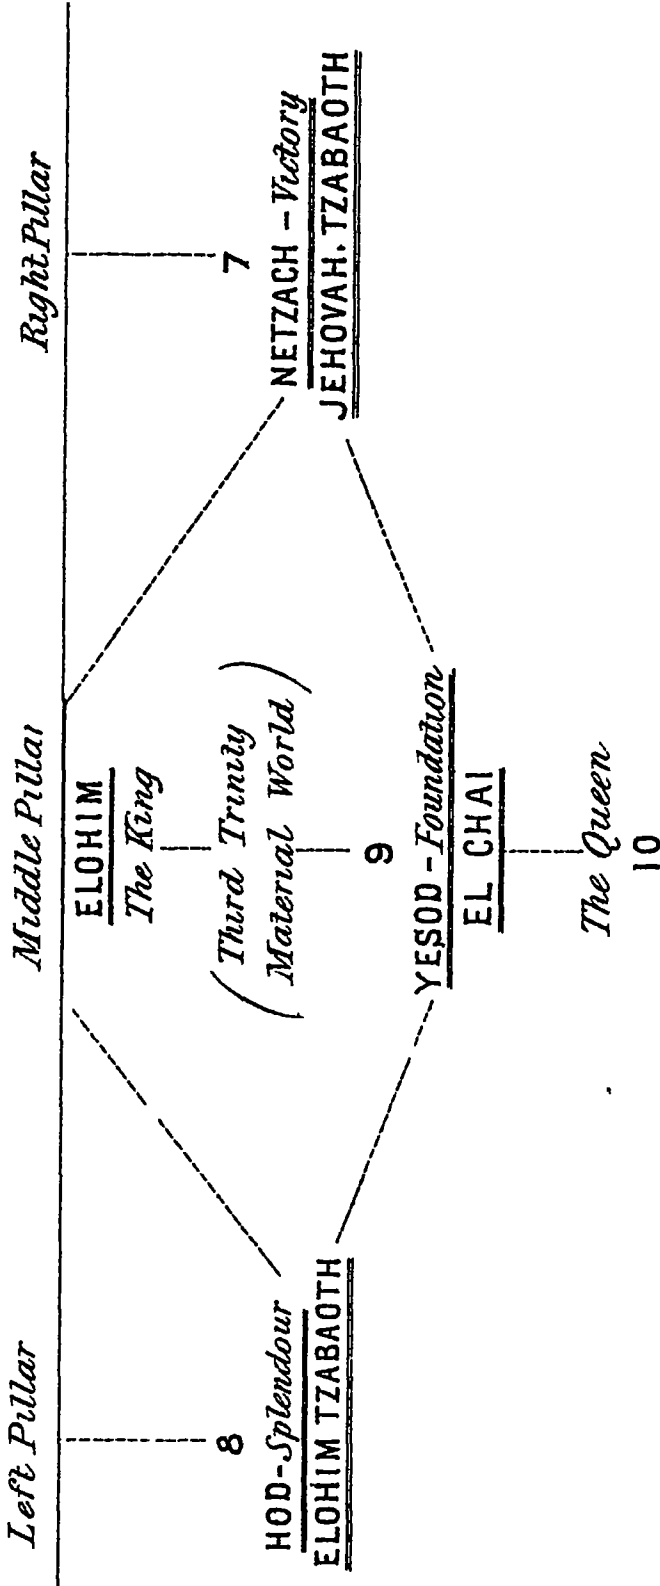 Left Pillar Middle Pillar Right Pillar
ELOHIM
The King
8
(Third Trinity
7
HOD-Splendour
Material World)
NETZACH - Victory
ELOHIM TZABAOTH
JEHOVAH. TZABAOTH
9
YESOD - Foundation
EL CHAI
The Queen
10